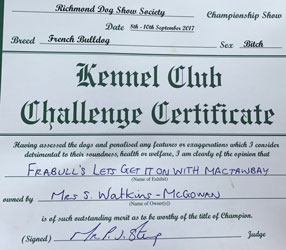 Richmond Dog Show Society
Championship Show
Date 8th - 10th September 2017
Breed French Bulldog Sex Bitch
Kennel Club
Challenge Certificate
Having assessed the dogs and penalised any features or exaggerations which I consider
detrimental to their soundness, health or welfare, I am clearly of the opinion that
FRABULL'S LETS GET IT ON WITH MACTAWBAY
(Name of Exhibit)
owned by MRS S. WATKINS-MCGOWAN
(Name of Owner(s))
is of such outstanding merit as to be worthy of the title of Champion.
(Signed) Judge